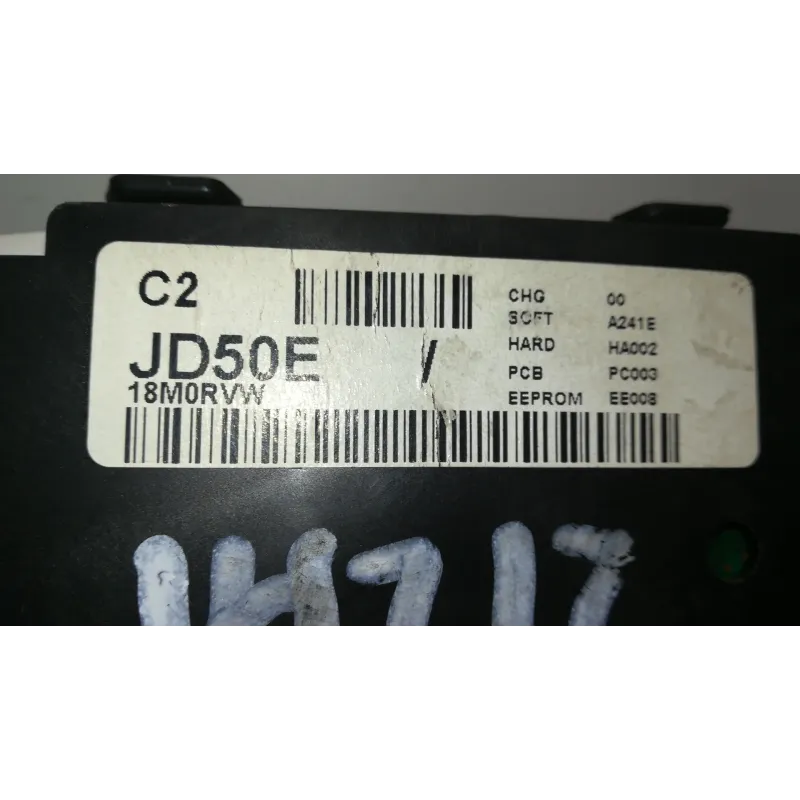 C2
JD50E /
18M0RVW
CHG 00
SOFT A241E
HARD HA002
PCB PC003
EEPROM EE008